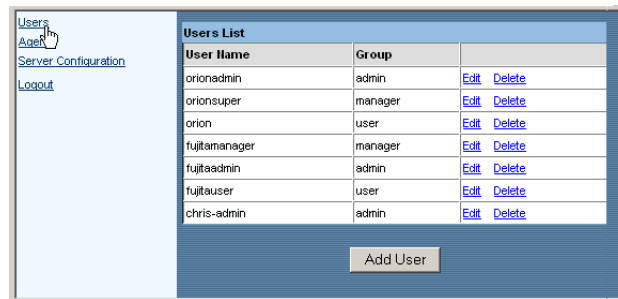 Users
Server Configuration
Logout
Users List
User Name Group
orionadmin admin Edit Delete
orionsuper manager Edit Delete
orion user Edit Delete
fujitamanager manager Edit Delete
fujitaadmin admin Edit Delete
fujitauser user Edit Delete
chris-admin admin Edit Delete
Add User